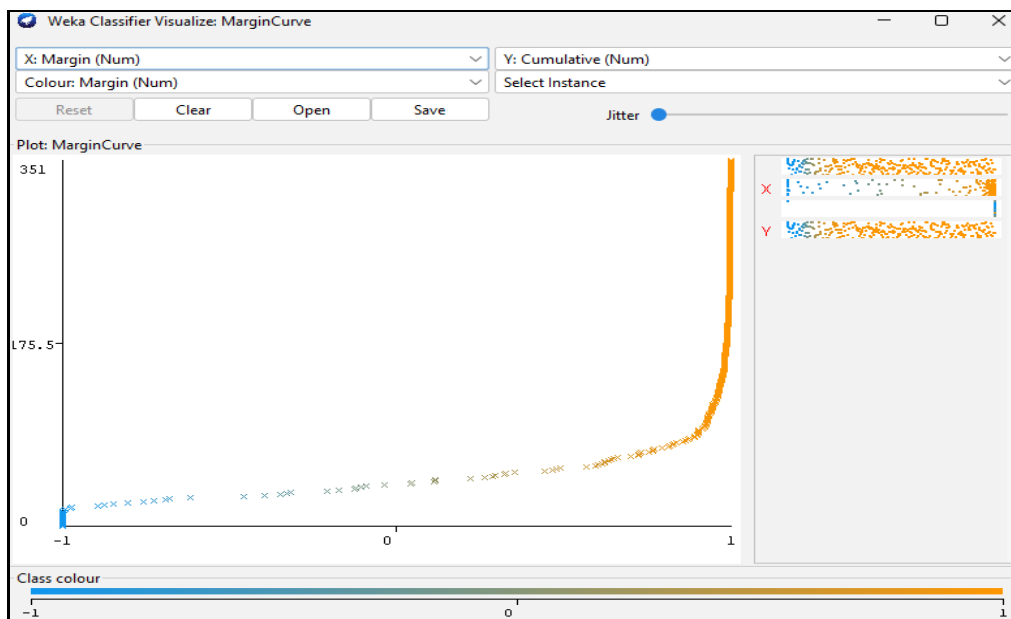 Weka Classifier Visualize: MarginCurve
X: Margin (Num)
Y: Cumulative (Num)
Colour: Margin (Num)
Select Instance
Reset
Clear
Open
Save
Jitter
Plot: MarginCurve
351
175.5
0
-1
0
1
X
Y
Class colour
-1
0
1